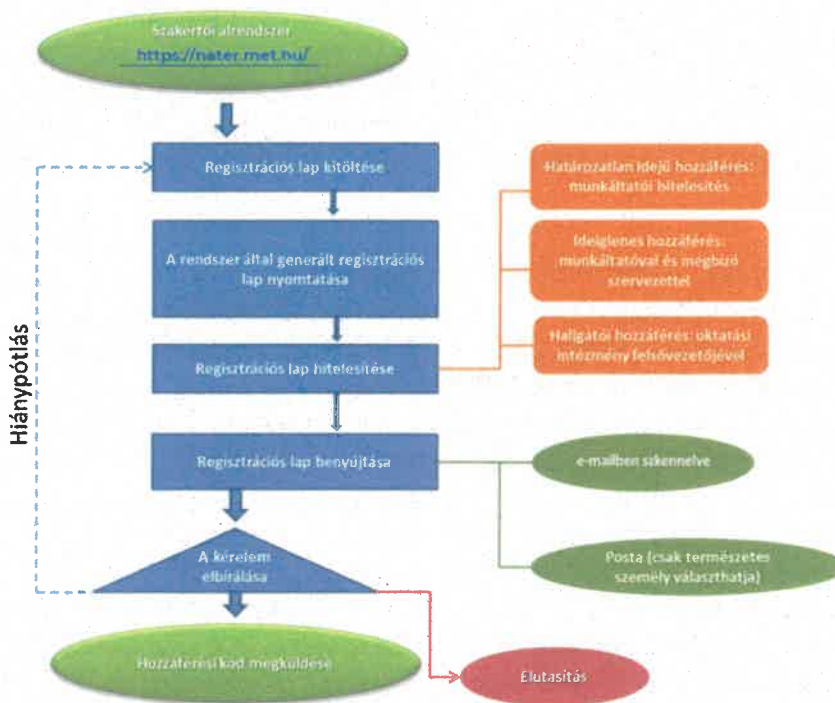 Szakértői alrendszer
https://nater.met.hu/
Regisztrációs lap kitöltése
A rendszer által generált regisztrációs
lap nyomtatása
Regisztrációs lap hitelesítése
Határozatlan idejű hozzáférés:
munkáltatói hitelesítés
Ideiglenes hozzáférés:
munkáltatóval és megbízó
szervezettel
Hallgatói hozzáférés: oktatási
intézmény felsővezetőjével
Regisztrációs lap benyújtása
e-mailben szkennelve
Posta (csak természetes
személy választhatja)
A kérelem
elbírálása
Hiánypótlás
Hozzáférési kód megküldése
Elutasítás